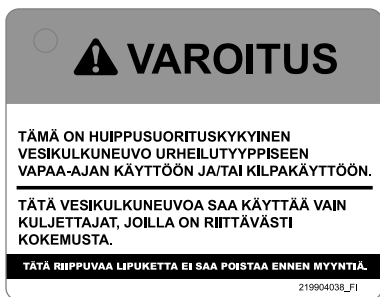 VAROITUS
TÄMÄ ON HUIPPUSUORITUSKYKYINEN
VESIKULKUNEUVO URHEILUTYYPPISEEN
VAPAA-AJAN KÄYTTÖÖN JA/TAI KILPAKÄYTTÖÖN.
TÄTÄ VESIKULKUNEUVOA SAA KÄYTTÄÄ VAIN
KULJETTAJAT, JOILLA ON RIITTÄVÄSTI
KOKEMUSTA.
TÄTÄ RIIPPUVAA LIPUKETTA EI SAA POISTAA ENNEN MYYNTIÄ.
219904038_FI